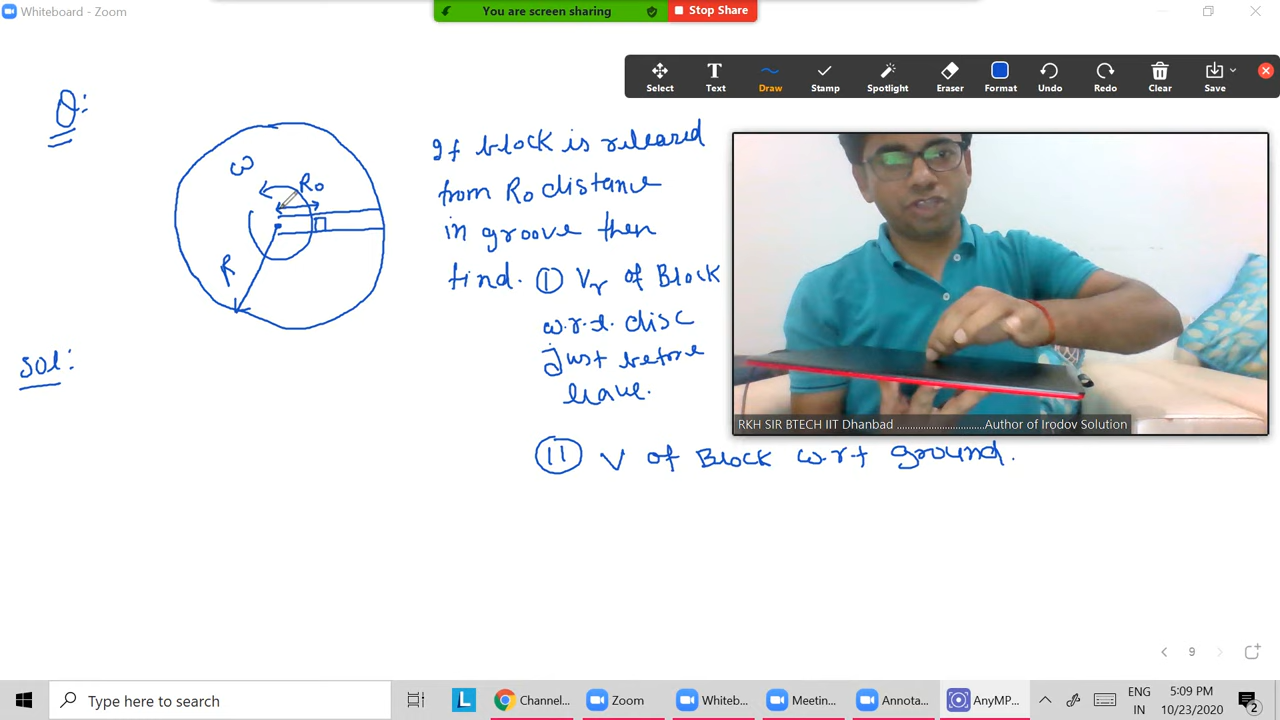 Whiteboard - Zoom
You are screen sharing
Stop Share
Select
Text
Draw
Stamp
Spotlight
Eraser
Format
Undo
Redo
Clear
Save
Q:
ω
R₀
R
If block is released
from R₀ distance
in groove then
find. ① Vr of Block
w.r.t. disc
Just before
leave.
② V of Block w.r.t ground.
Sol:
RKH SIR BTECH IIT Dhanbad ...............................Author of Irodov Solution
9
Type here to search
L
Channel...
Zoom
Whiteb...
Meetin...
Annota...
AnyMP...
ENG
IN
5:09 PM
10/23/2020
2